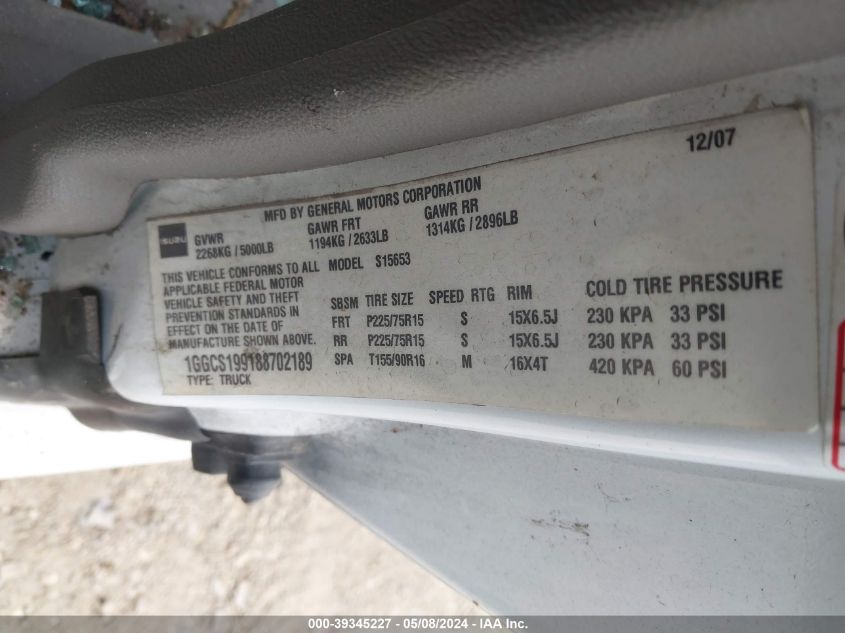 12/07
MFD BY GENERAL MOTORS CORPORATION
ISUZU
GVWR GAWR FRT GAWR RR
2268KG / 5000LB 1194KG / 2633LB 1314KG / 2896LB
THIS VEHICLE CONFORMS TO ALL MODEL S15653
APPLICABLE FEDERAL MOTOR
VEHICLE SAFETY AND THEFT
PREVENTION STANDARDS IN
EFFECT ON THE DATE OF
MANUFACTURE SHOWN ABOVE.
1GGCS199188702189
TYPE: TRUCK
SBSM TIRE SIZE SPEED RTG RIM COLD TIRE PRESSURE
FRT P225/75R15 S 15X6.5J 230 KPA 33 PSI
RR P225/75R15 S 15X6.5J 230 KPA 33 PSI
SPA T155/90R16 M 16X4T 420 KPA 60 PSI
000-39345227 - 05/08/2024 - IAA Inc.